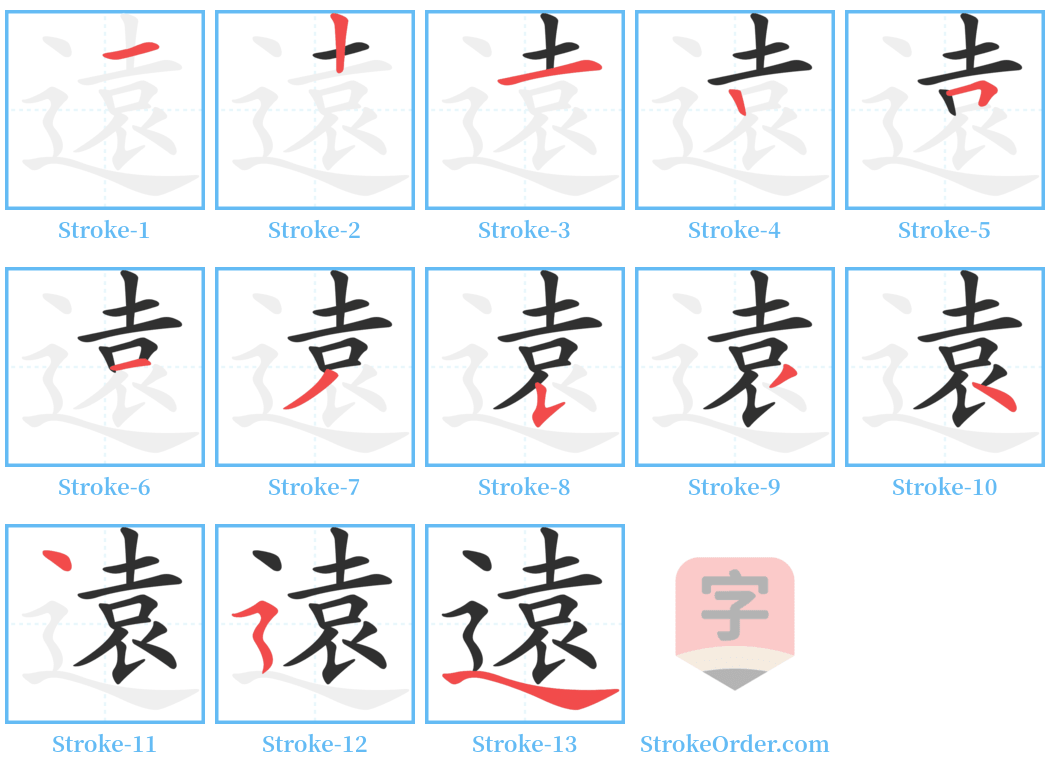 遠 遠 遠 遠 遠
Stroke-1 Stroke-2 Stroke-3 Stroke-4 Stroke-5
遠 遠 遠 遠 遠
Stroke-6 Stroke-7 Stroke-8 Stroke-9 Stroke-10
遠 遠 遠 字
Stroke-11 Stroke-12 Stroke-13 StrokeOrder.com